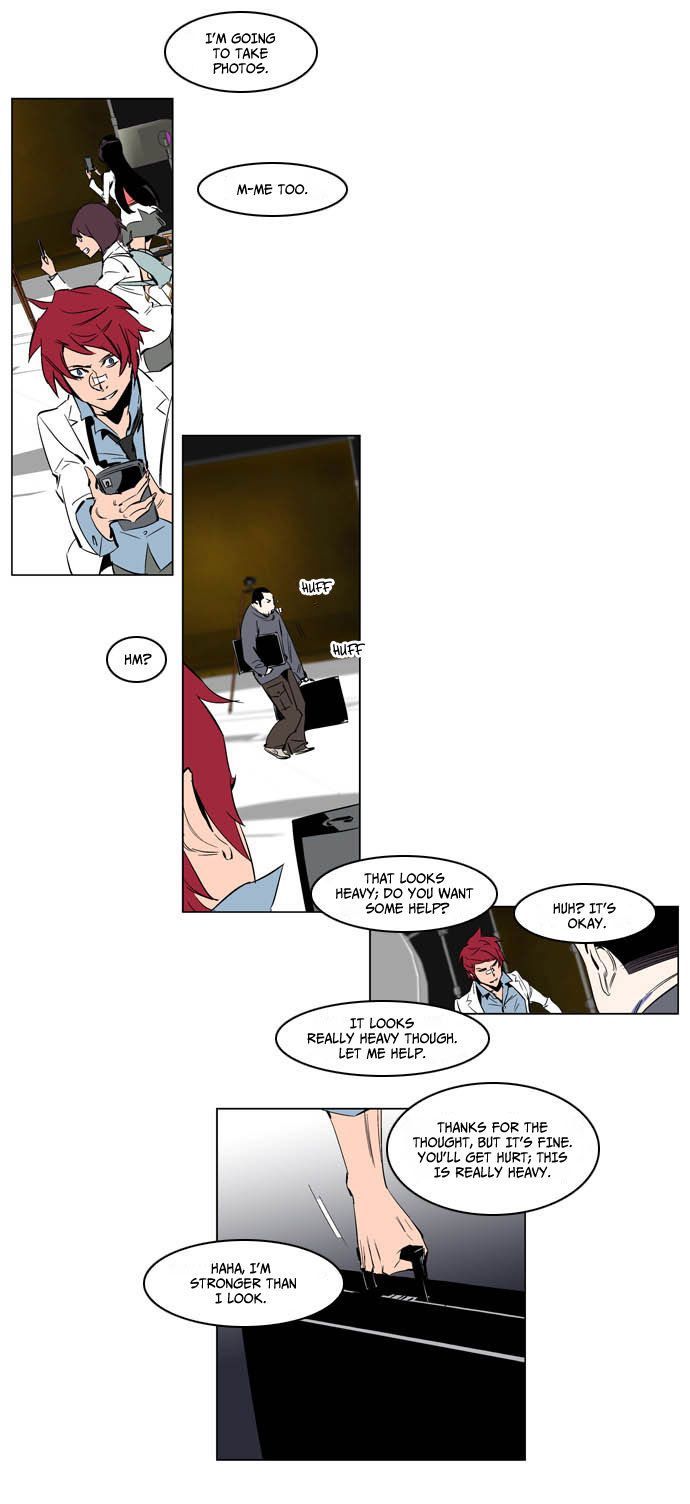 I'M GOING
TO TAKE
PHOTOS.
M-ME TOO.
HUFF
HUFF
HM?
THAT LOOKS
HEAVY; DO YOU WANT
SOME HELP?
HUH? IT'S
OKAY.
IT LOOKS
REALLY HEAVY THOUGH.
LET ME HELP.
THANKS FOR THE
THOUGHT, BUT IT'S FINE.
YOU'LL GET HURT; THIS
IS REALLY HEAVY.
HAHA, I'M
STRONGER THAN
I LOOK.